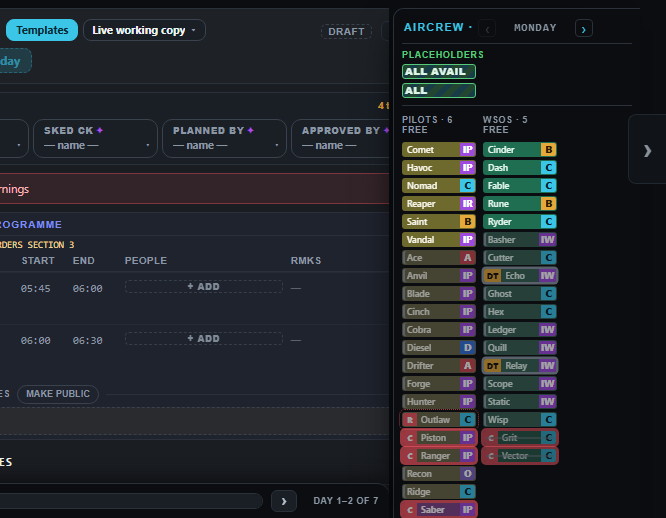 Templates
Live working copy
DRAFT
day
4 t
SKED CK ✦
— name —
PLANNED BY ✦
— name —
APPROVED BY ✦
— name —
rnings
ROGRAMME
RDERS SECTION 3
START END PEOPLE RMKS
05:45 06:00 + ADD —
06:00 06:30 + ADD —
ES MAKE PUBLIC
ES
› DAY 1–2 OF 7
AIRCREW · ‹ MONDAY ›
PLACEHOLDERS
ALL AVAIL
ALL
PILOTS · 6 FREE
WSOS · 5 FREE
Comet IP Cinder B
Havoc IP Dash C
Nomad C Fable C
Reaper IR Rune B
Saint B Ryder C
Vandal IP Basher IW
Ace A Cutter C
Anvil IP DT Echo IW
Blade IP Ghost C
Cinch IP Hex C
Cobra IP Ledger IW
Diesel D Quill IW
Drifter A DT Relay IW
Forge IP Scope IW
Hunter IP Static IW
R Outlaw C Wisp C
C Piston IP C Grit C
C Ranger IP C Vector C
Recon O
Ridge C
C Saber IP
›